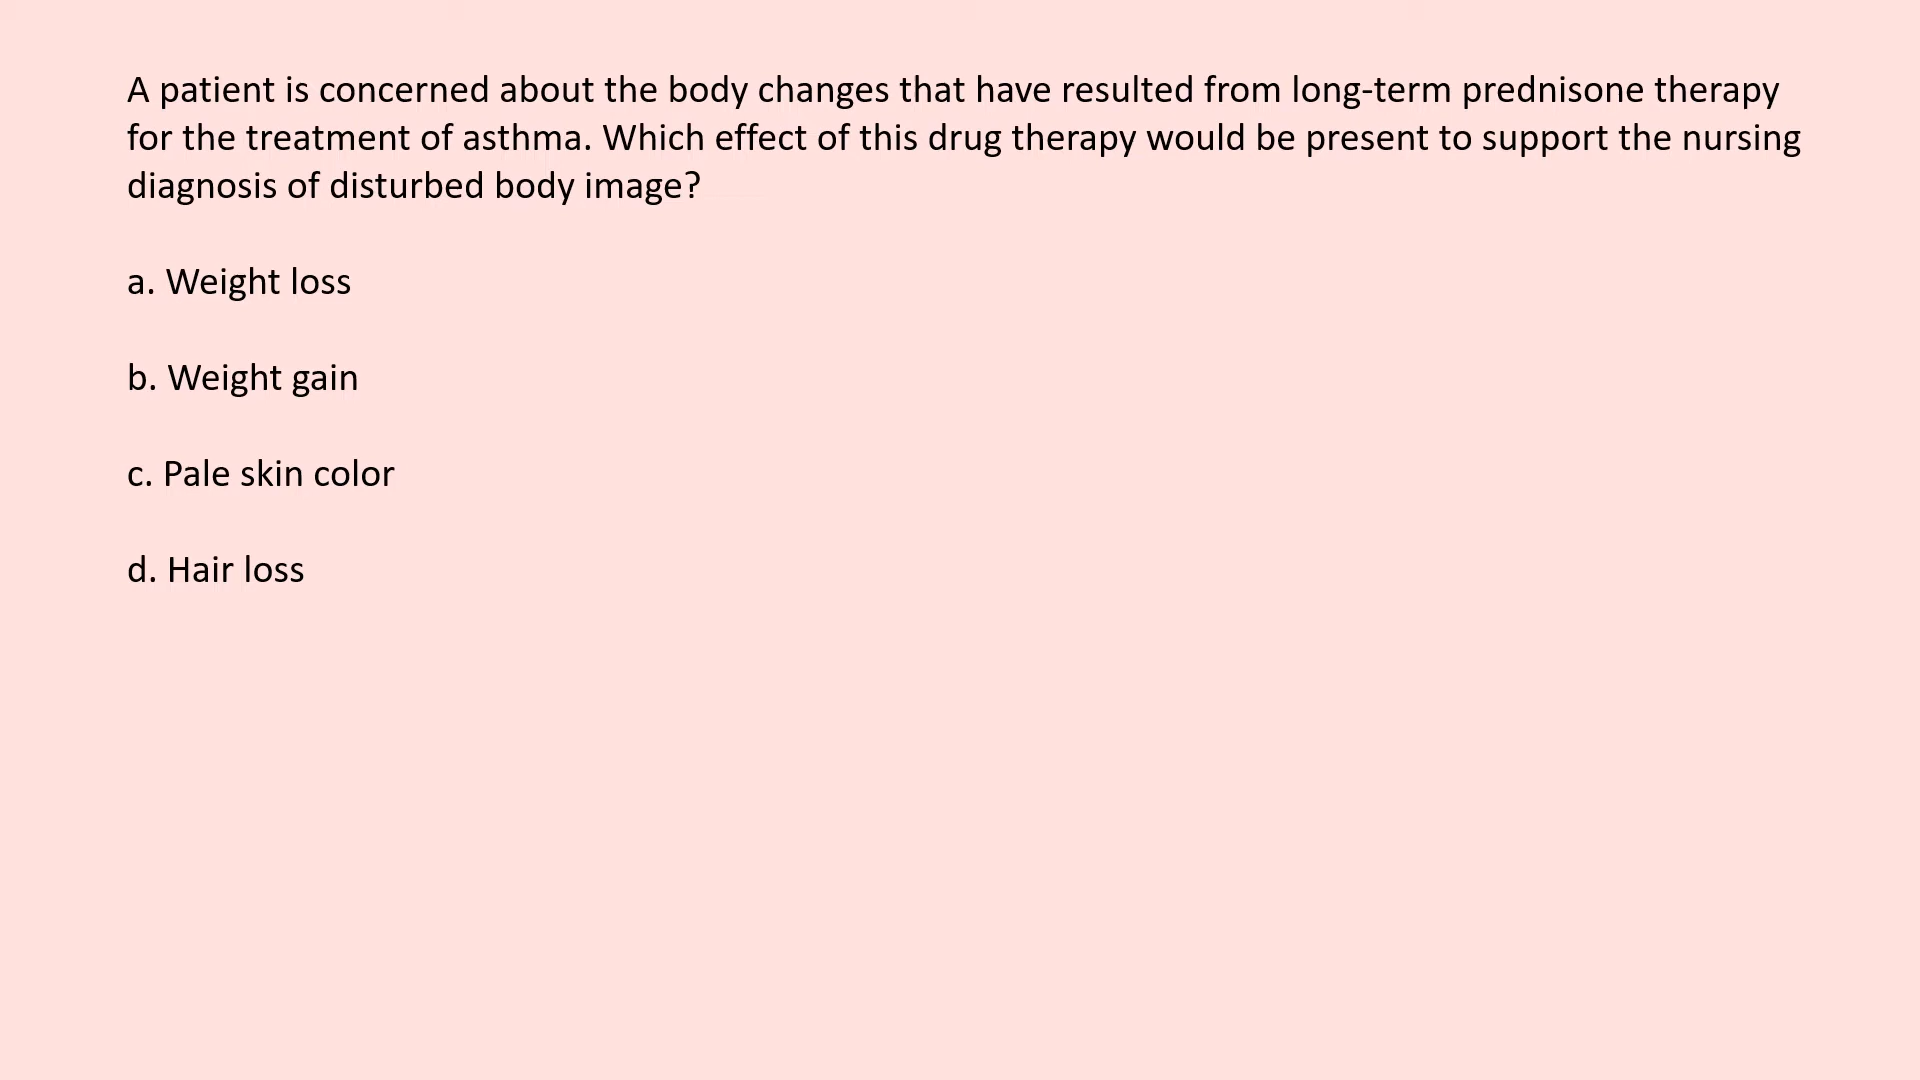 A patient is concerned about the body changes that have resulted from long-term prednisone therapy
for the treatment of asthma. Which effect of this drug therapy would be present to support the nursing
diagnosis of disturbed body image?
a. Weight loss
b. Weight gain
c. Pale skin color
d. Hair loss